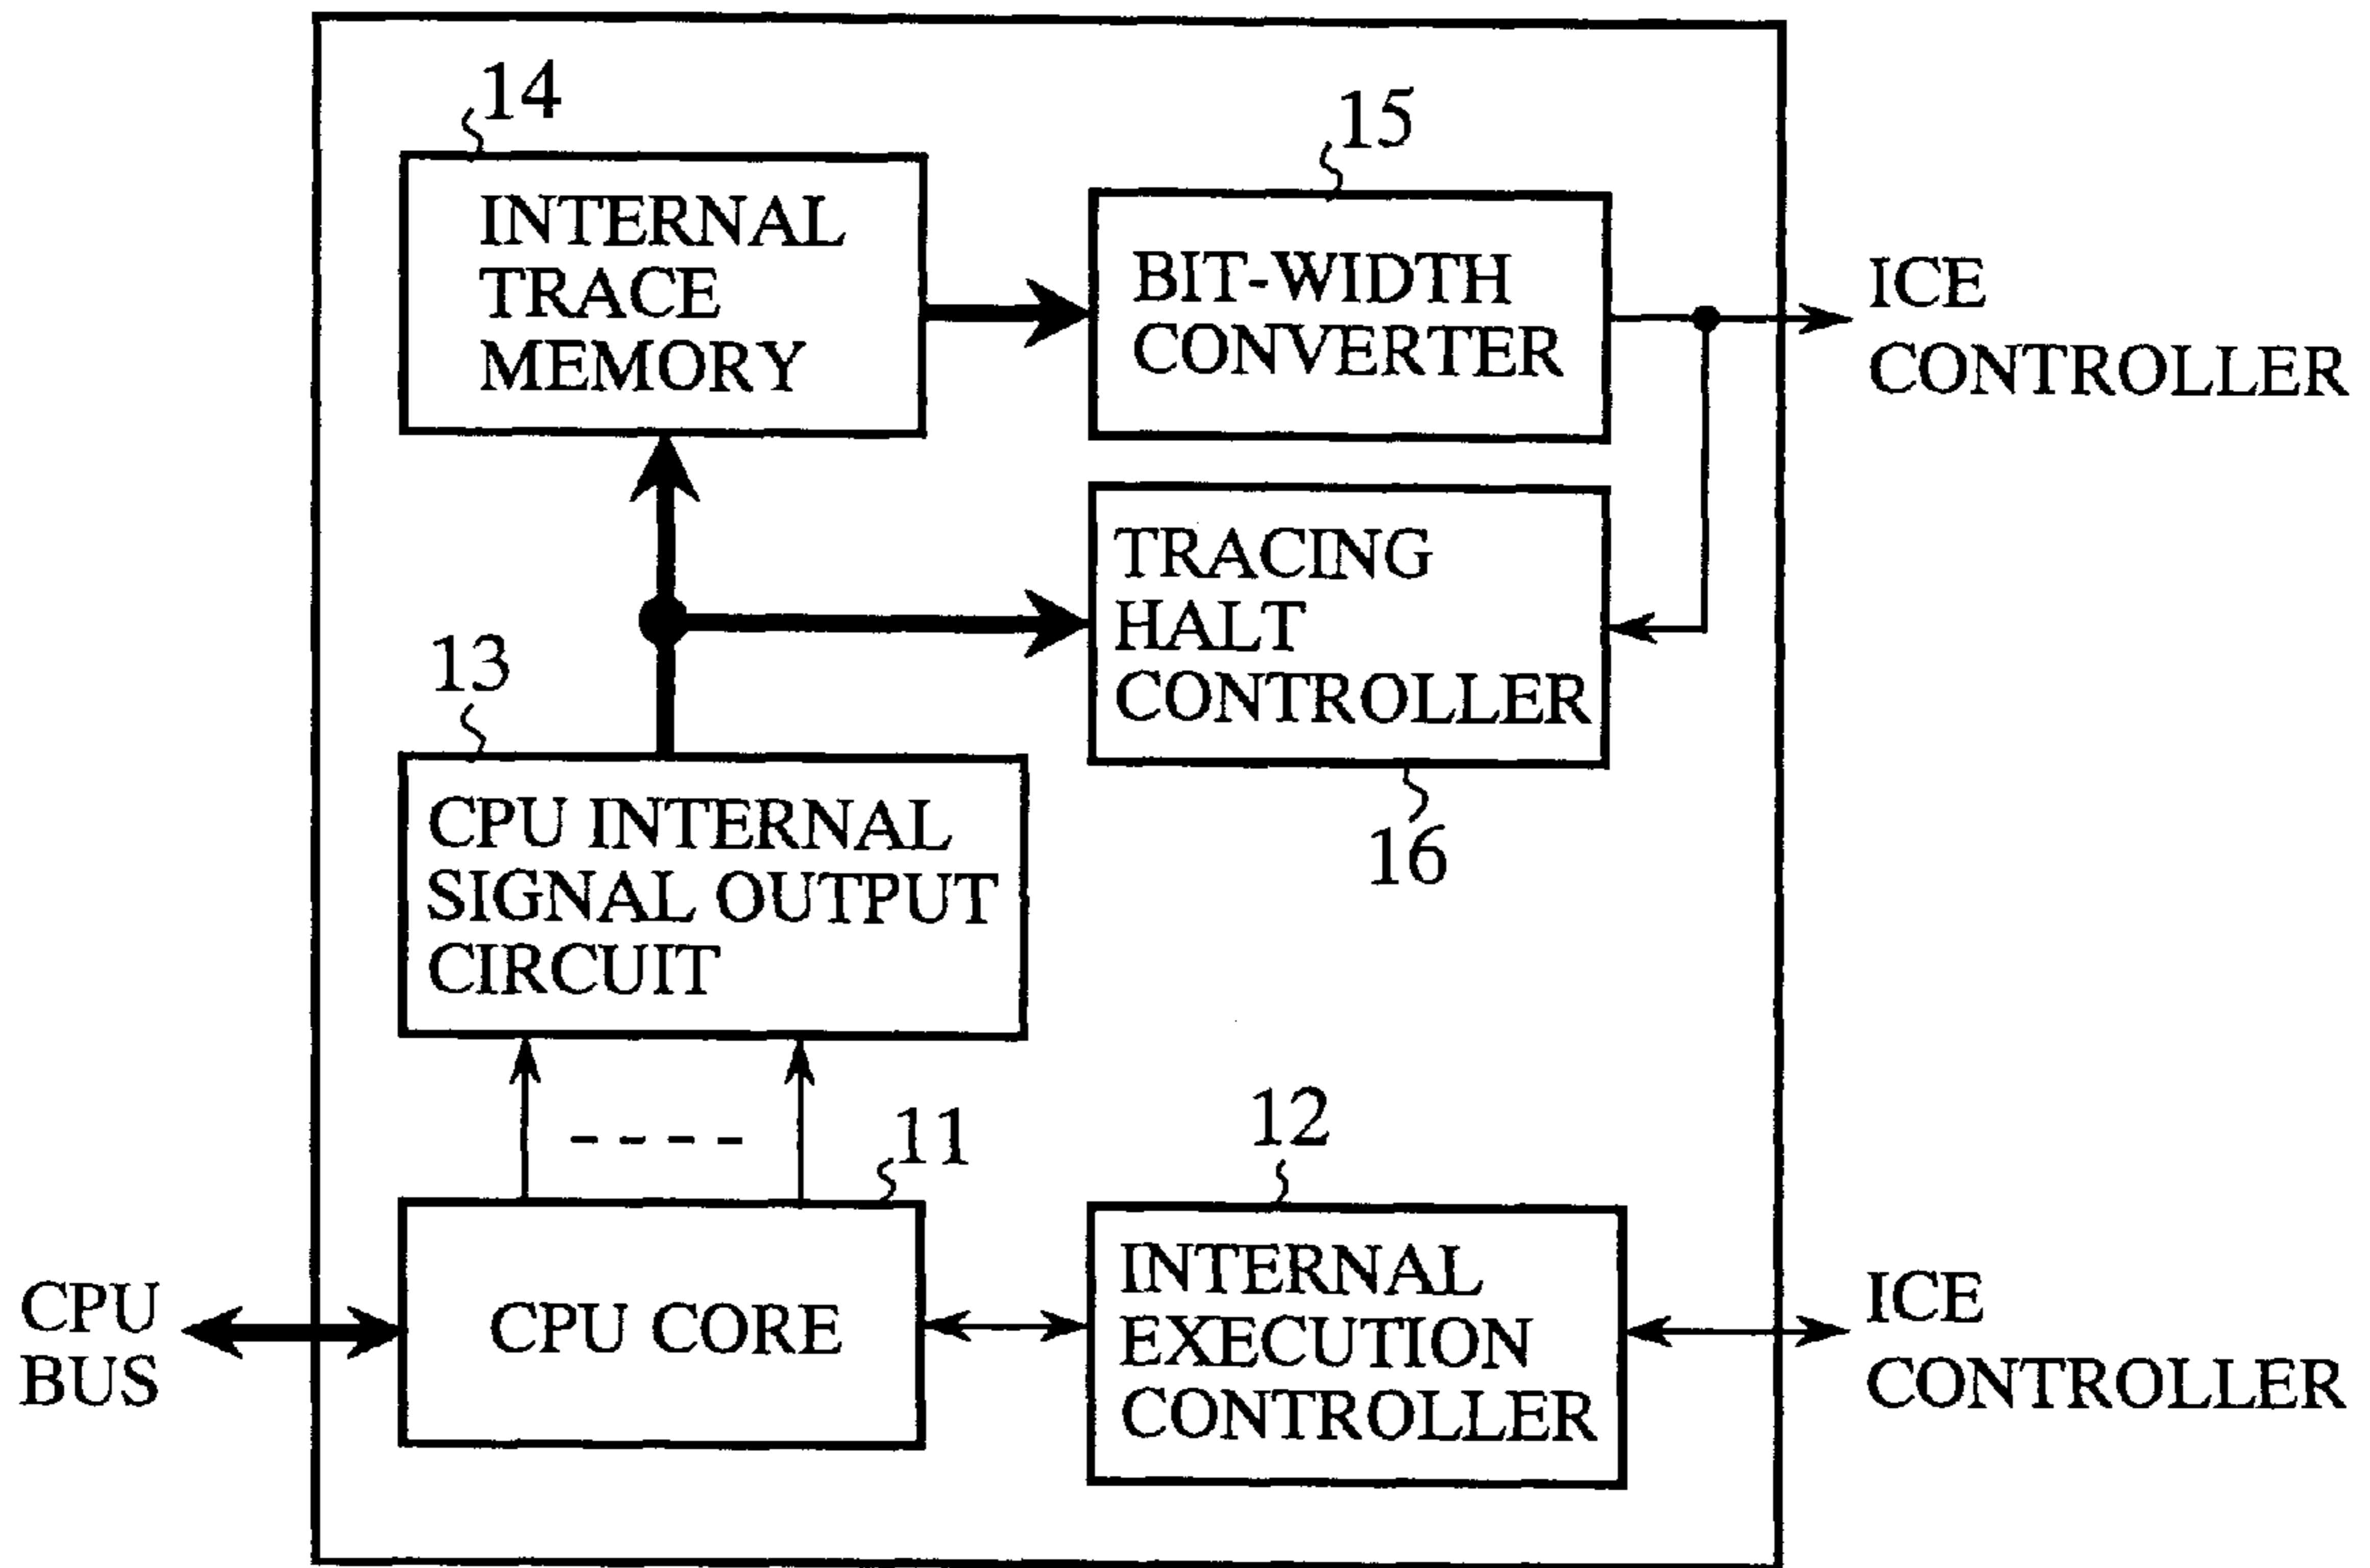 14
INTERNAL
TRACE
MEMORY
15
BIT-WIDTH
CONVERTER
ICE
CONTROLLER
TRACING
HALT
CONTROLLER
16
13
CPU INTERNAL
SIGNAL OUTPUT
CIRCUIT
11
CPU CORE
12
INTERNAL
EXECUTION
CONTROLLER
CPU
BUS
ICE
CONTROLLER